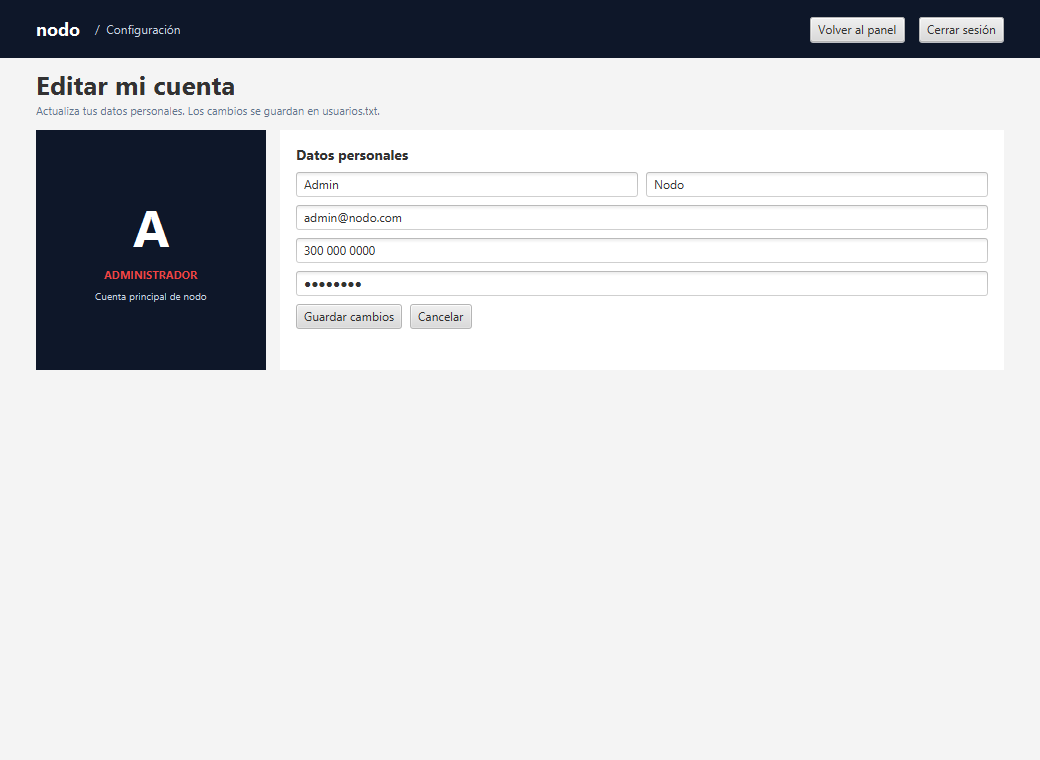 nodo / Configuración Volver al panel Cerrar sesión
Editar mi cuenta
Actualiza tus datos personales. Los cambios se guardan en usuarios.txt.
A
ADMINISTRADOR
Cuenta principal de nodo
Datos personales
Admin Nodo
admin@nodo.com
300 000 0000
●●●●●●●●
Guardar cambios Cancelar